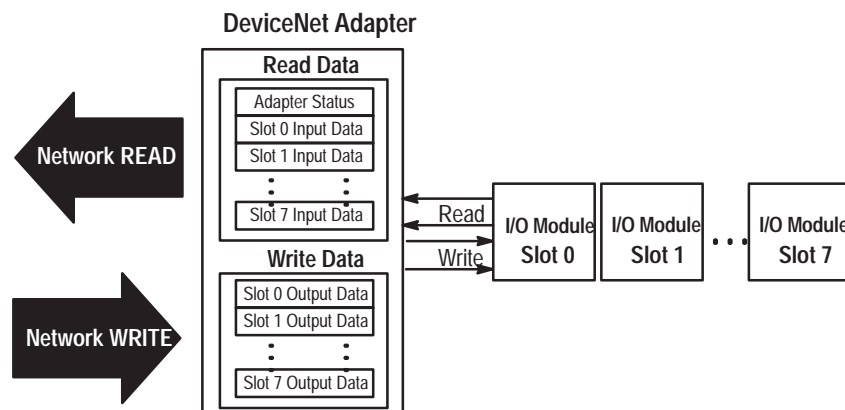 DeviceNet Adapter
Read Data
Adapter Status
Slot 0 Input Data
Slot 1 Input Data
Slot 7 Input Data
Network READ
Read
Write
I/O Module
Slot 0
I/O Module
Slot 1
I/O Module
Slot 7
Write Data
Slot 0 Output Data
Slot 1 Output Data
Slot 7 Output Data
Network WRITE